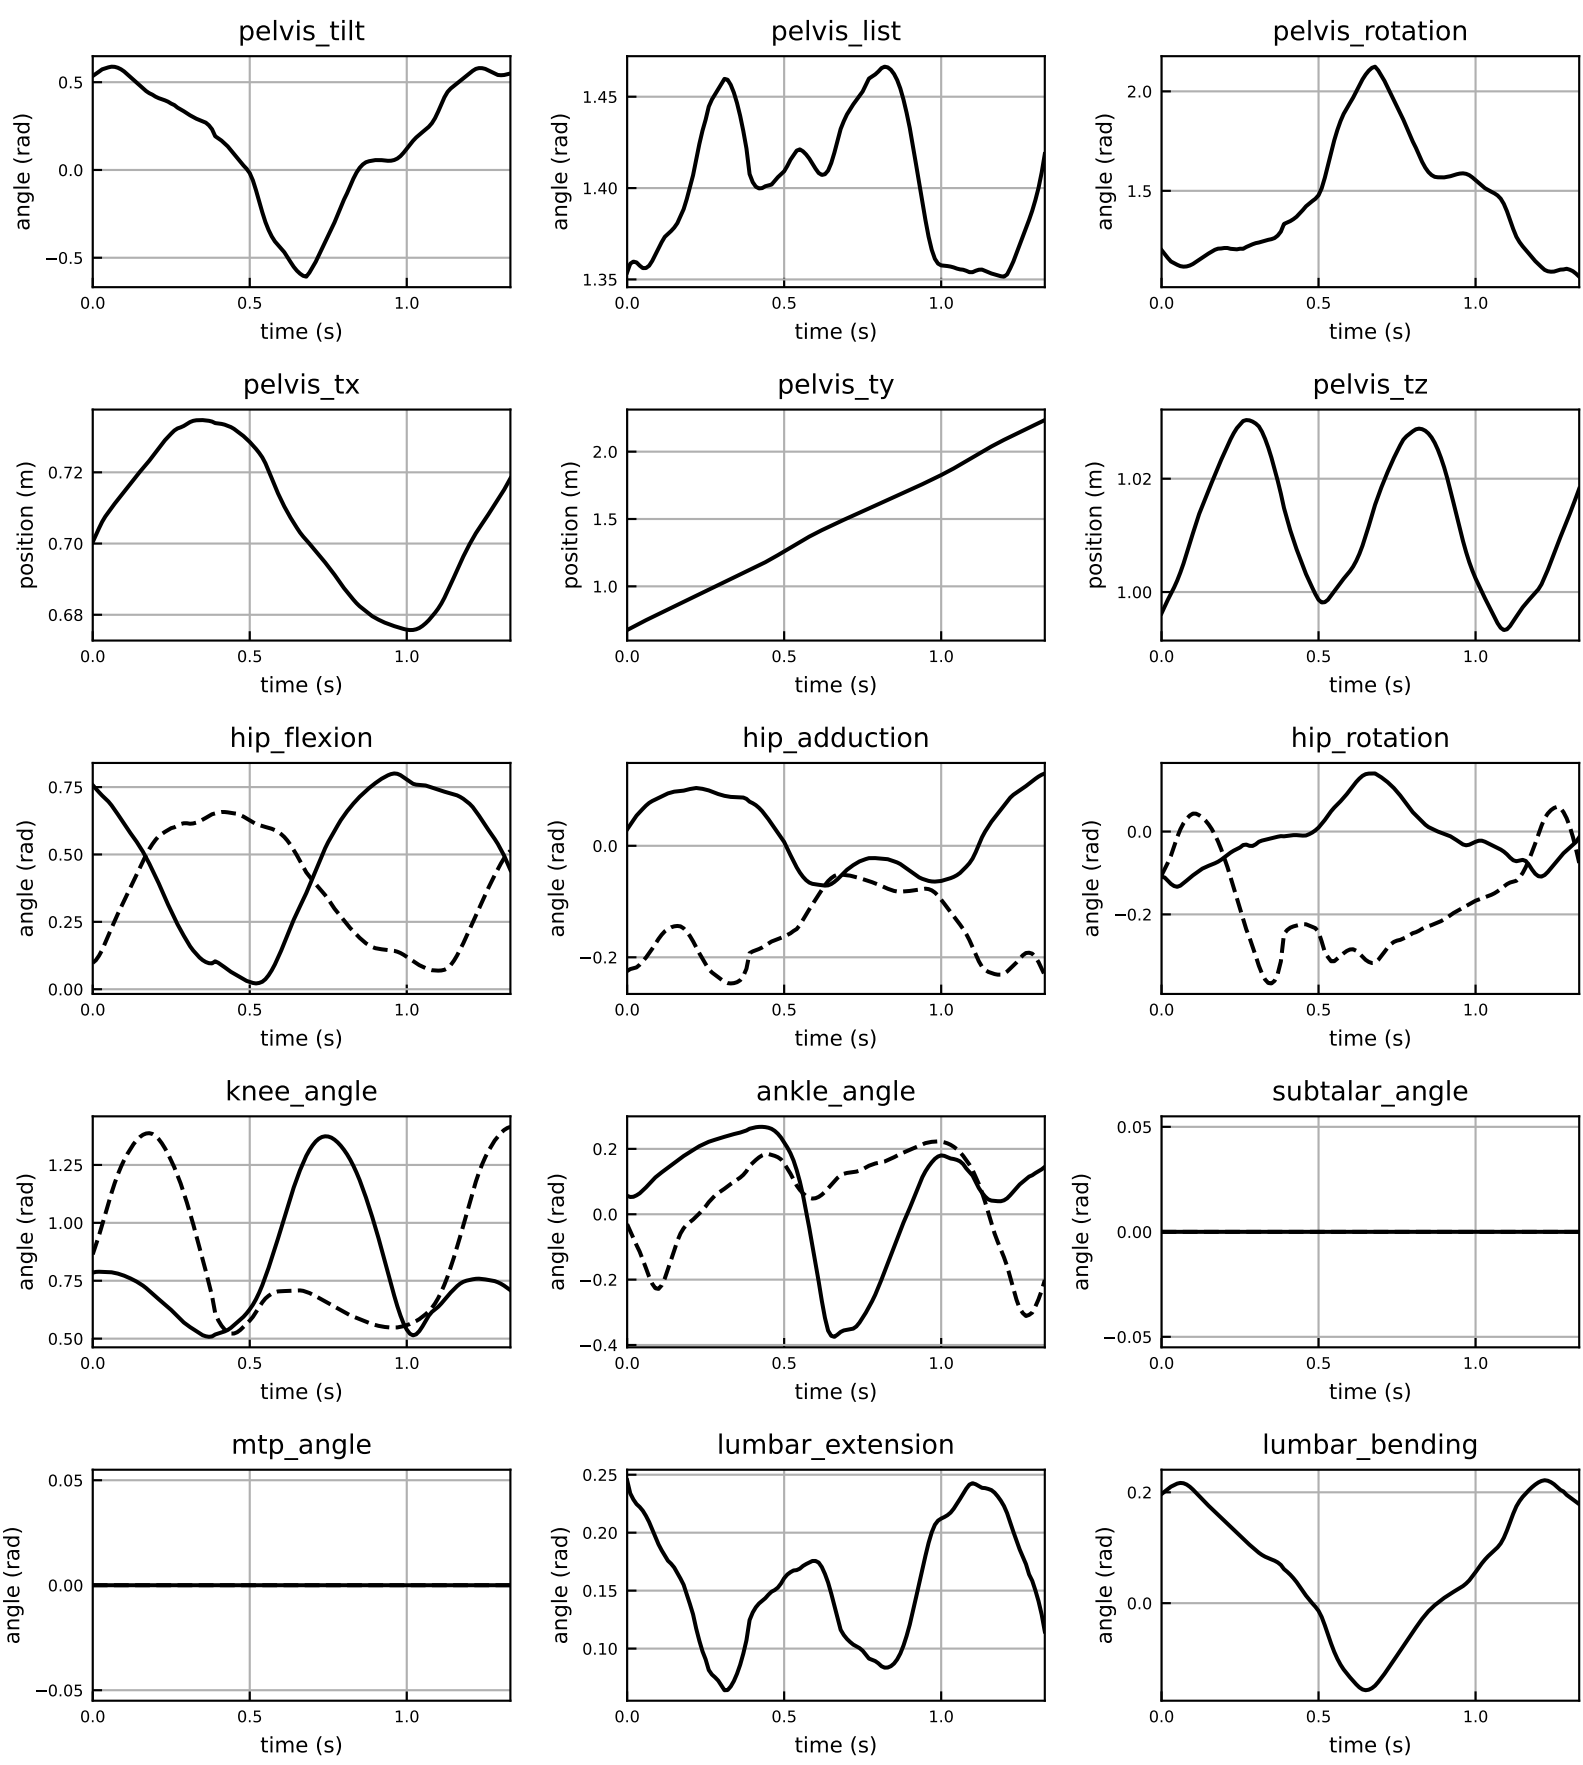 pelvis_tilt
angle (rad)
0.5
0.0
−0.5
0.0 0.5 1.0
time (s)
pelvis_list
angle (rad)
1.45
1.40
1.35
0.0 0.5 1.0
time (s)
pelvis_rotation
angle (rad)
2.0
1.5
0.0 0.5 1.0
time (s)
pelvis_tx
position (m)
0.72
0.70
0.68
0.0 0.5 1.0
time (s)
pelvis_ty
position (m)
2.0
1.5
1.0
0.0 0.5 1.0
time (s)
pelvis_tz
position (m)
1.02
1.00
0.0 0.5 1.0
time (s)
hip_flexion
angle (rad)
0.75
0.50
0.25
0.00
0.0 0.5 1.0
time (s)
hip_adduction
angle (rad)
0.0
−0.2
0.0 0.5 1.0
time (s)
hip_rotation
angle (rad)
0.0
−0.2
0.0 0.5 1.0
time (s)
knee_angle
angle (rad)
1.25
1.00
0.75
0.50
0.0 0.5 1.0
time (s)
ankle_angle
angle (rad)
0.2
0.0
−0.2
−0.4
0.0 0.5 1.0
time (s)
subtalar_angle
angle (rad)
0.05
0.00
−0.05
0.0 0.5 1.0
time (s)
mtp_angle
angle (rad)
0.05
0.00
−0.05
0.0 0.5 1.0
time (s)
lumbar_extension
angle (rad)
0.25
0.20
0.15
0.10
0.0 0.5 1.0
time (s)
lumbar_bending
angle (rad)
0.2
0.0
0.0 0.5 1.0
time (s)